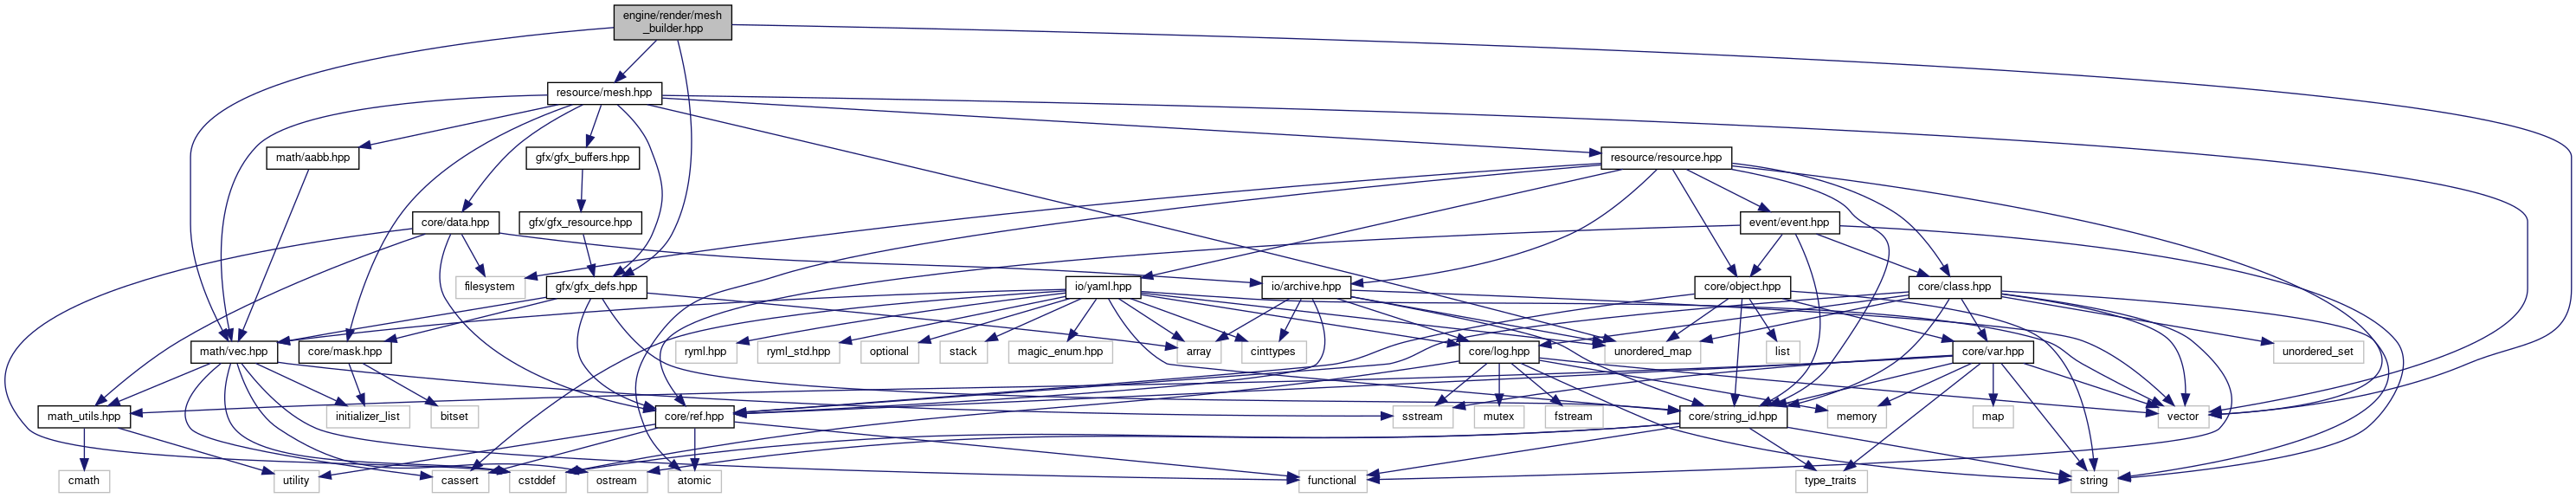 engine/render/mesh
_builder.hpp
resource/mesh.hpp
math/aabb.hpp
gfx/gfx_buffers.hpp
resource/resource.hpp
core/data.hpp
gfx/gfx_resource.hpp
event/event.hpp
filesystem
gfx/gfx_defs.hpp
io/yaml.hpp
io/archive.hpp
core/object.hpp
core/class.hpp
math/vec.hpp
core/mask.hpp
ryml.hpp
ryml_std.hpp
optional
stack
magic_enum.hpp
array
cinttypes
core/log.hpp
unordered_map
list
core/var.hpp
unordered_set
math_utils.hpp
initializer_list
bitset
core/ref.hpp
sstream
mutex
fstream
core/string_id.hpp
memory
map
vector
cmath
utility
cassert
cstddef
ostream
atomic
functional
type_traits
string